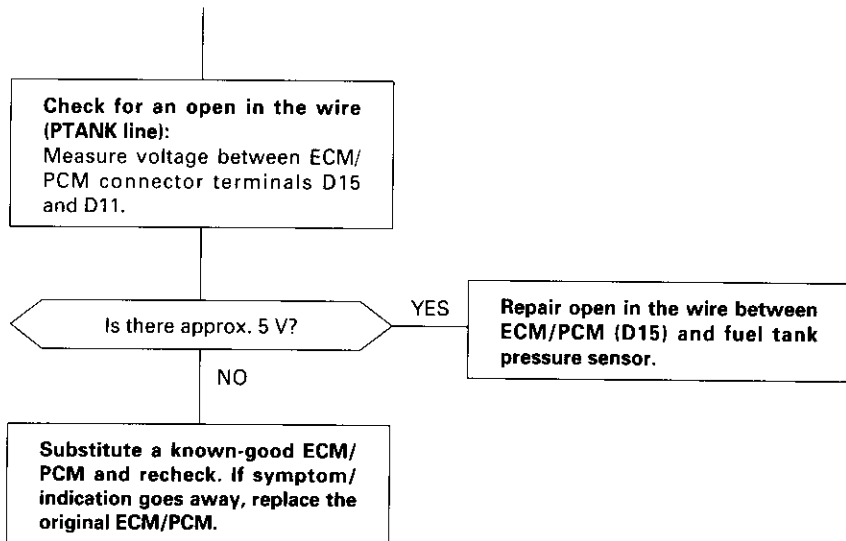 Check for an open in the wire
(PTANK line):
Measure voltage between ECM/
PCM connector terminals D15
and D11.
Is there approx. 5 V?
YES
Repair open in the wire between
ECM/PCM (D15) and fuel tank
pressure sensor.
NO
Substitute a known-good ECM/
PCM and recheck. If symptom/
indication goes away, replace the
original ECM/PCM.